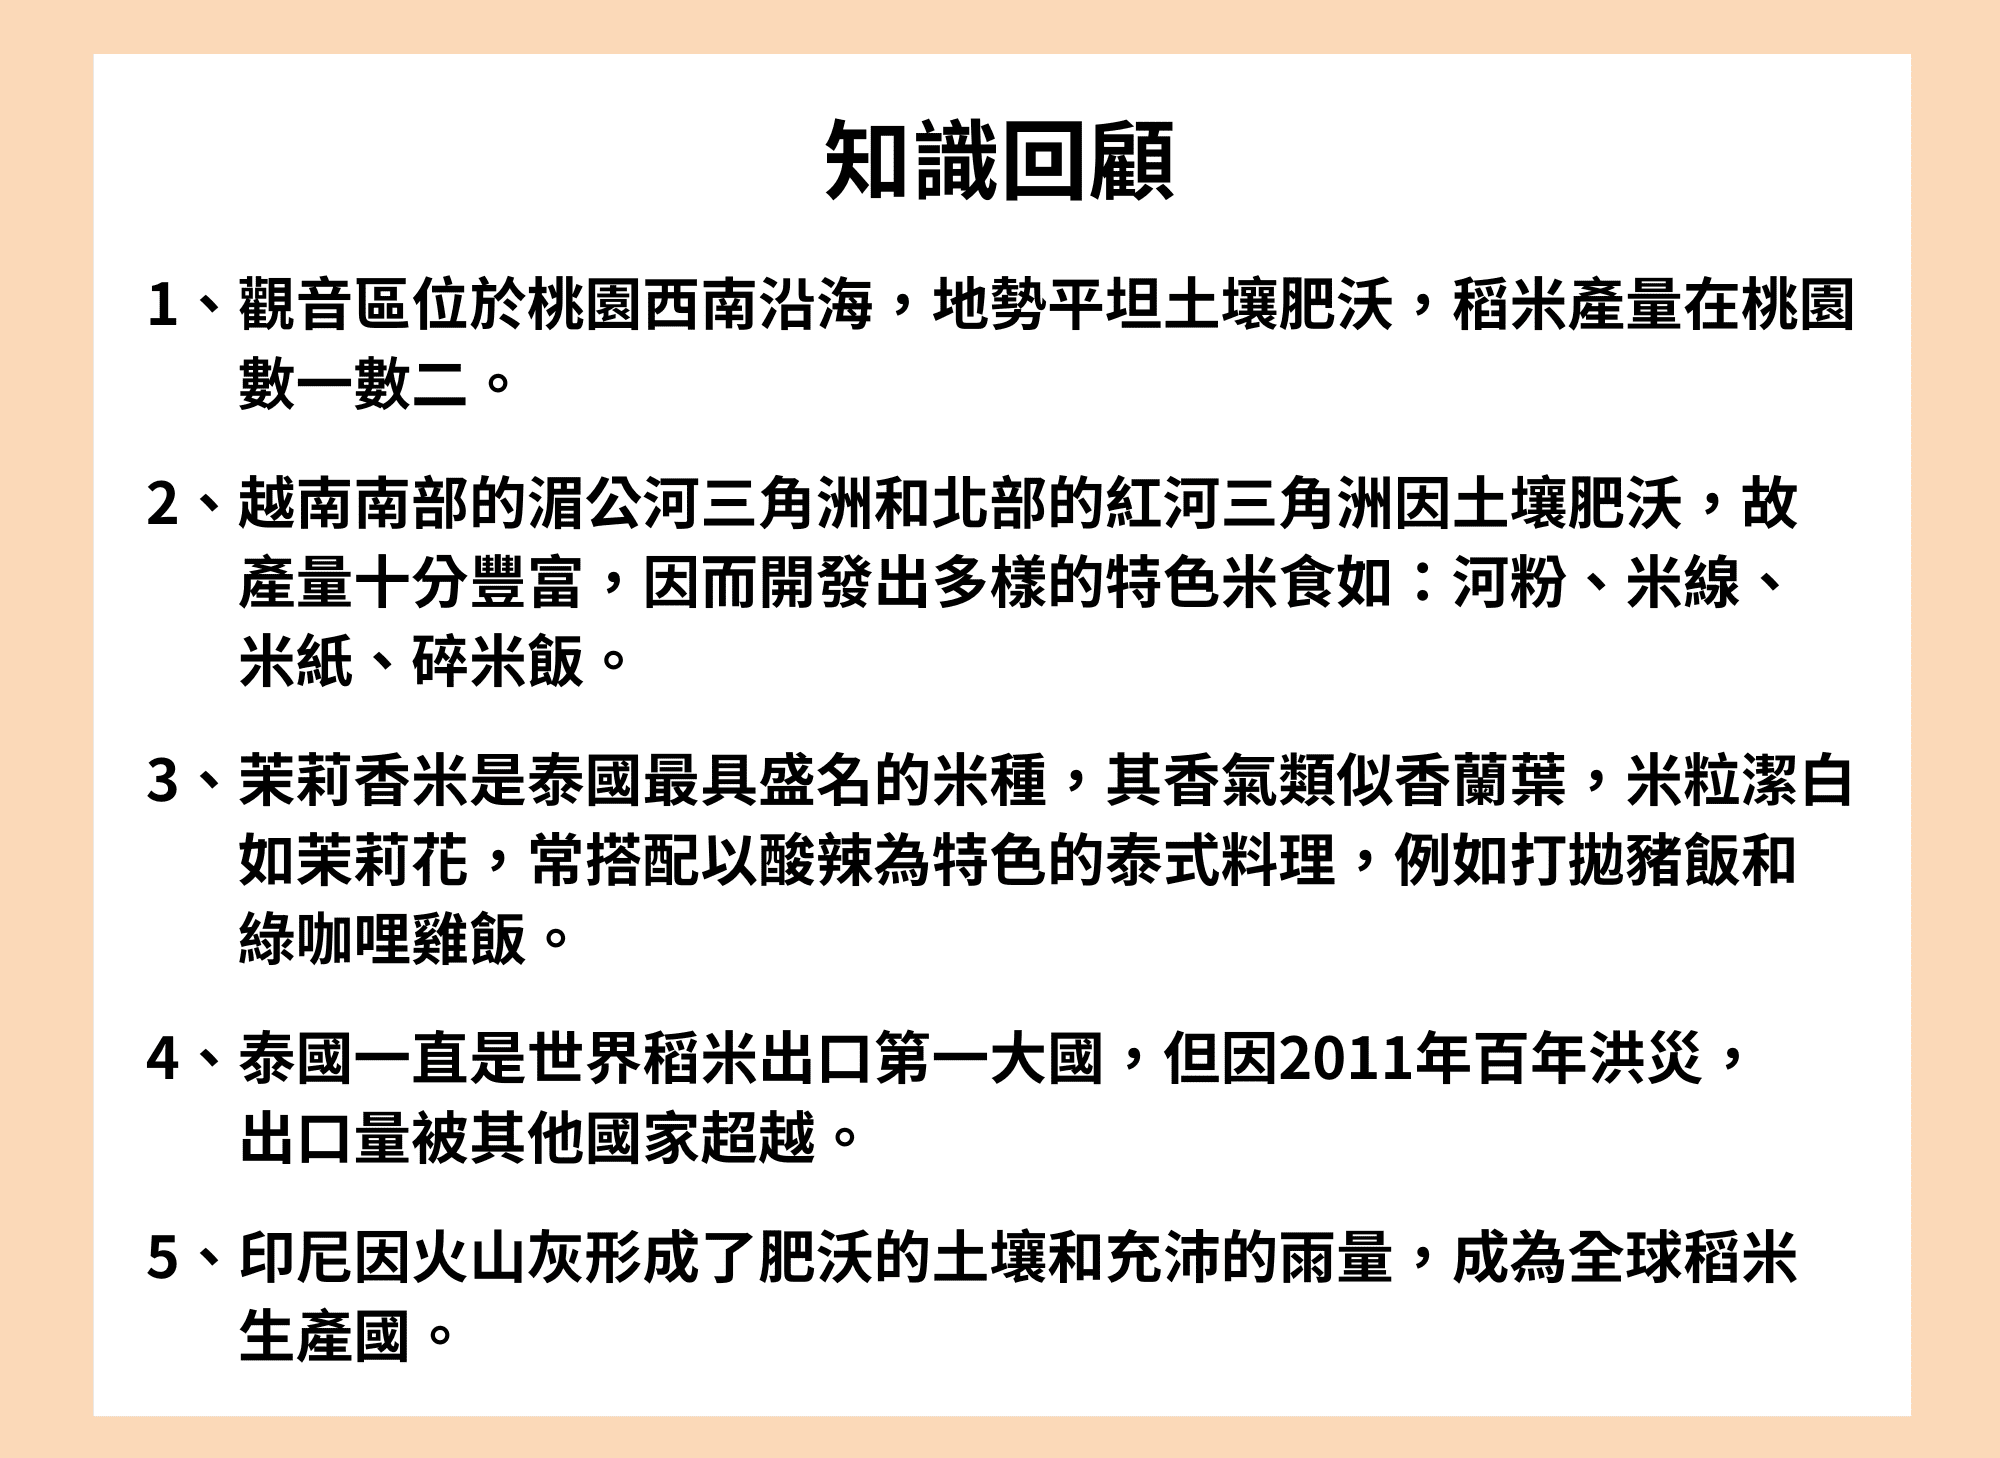 知識回顧
1、觀音區位於桃園西南沿海，地勢平坦土壤肥沃，稻米產量在桃園
數一數二。
2、越南南部的湄公河三角洲和北部的紅河三角洲因土壤肥沃，故
產量十分豐富，因而開發出多樣的特色米食如：河粉、米線、
米紙、碎米飯。
3、茉莉香米是泰國最具盛名的米種，其香氣類似香蘭葉，米粒潔白
如茉莉花，常搭配以酸辣為特色的泰式料理，例如打拋豬飯和
綠咖哩雞飯。
4、泰國一直是世界稻米出口第一大國，但因2011年百年洪災，
出口量被其他國家超越。
5、印尼因火山灰形成了肥沃的土壤和充沛的雨量，成為全球稻米
生產國。